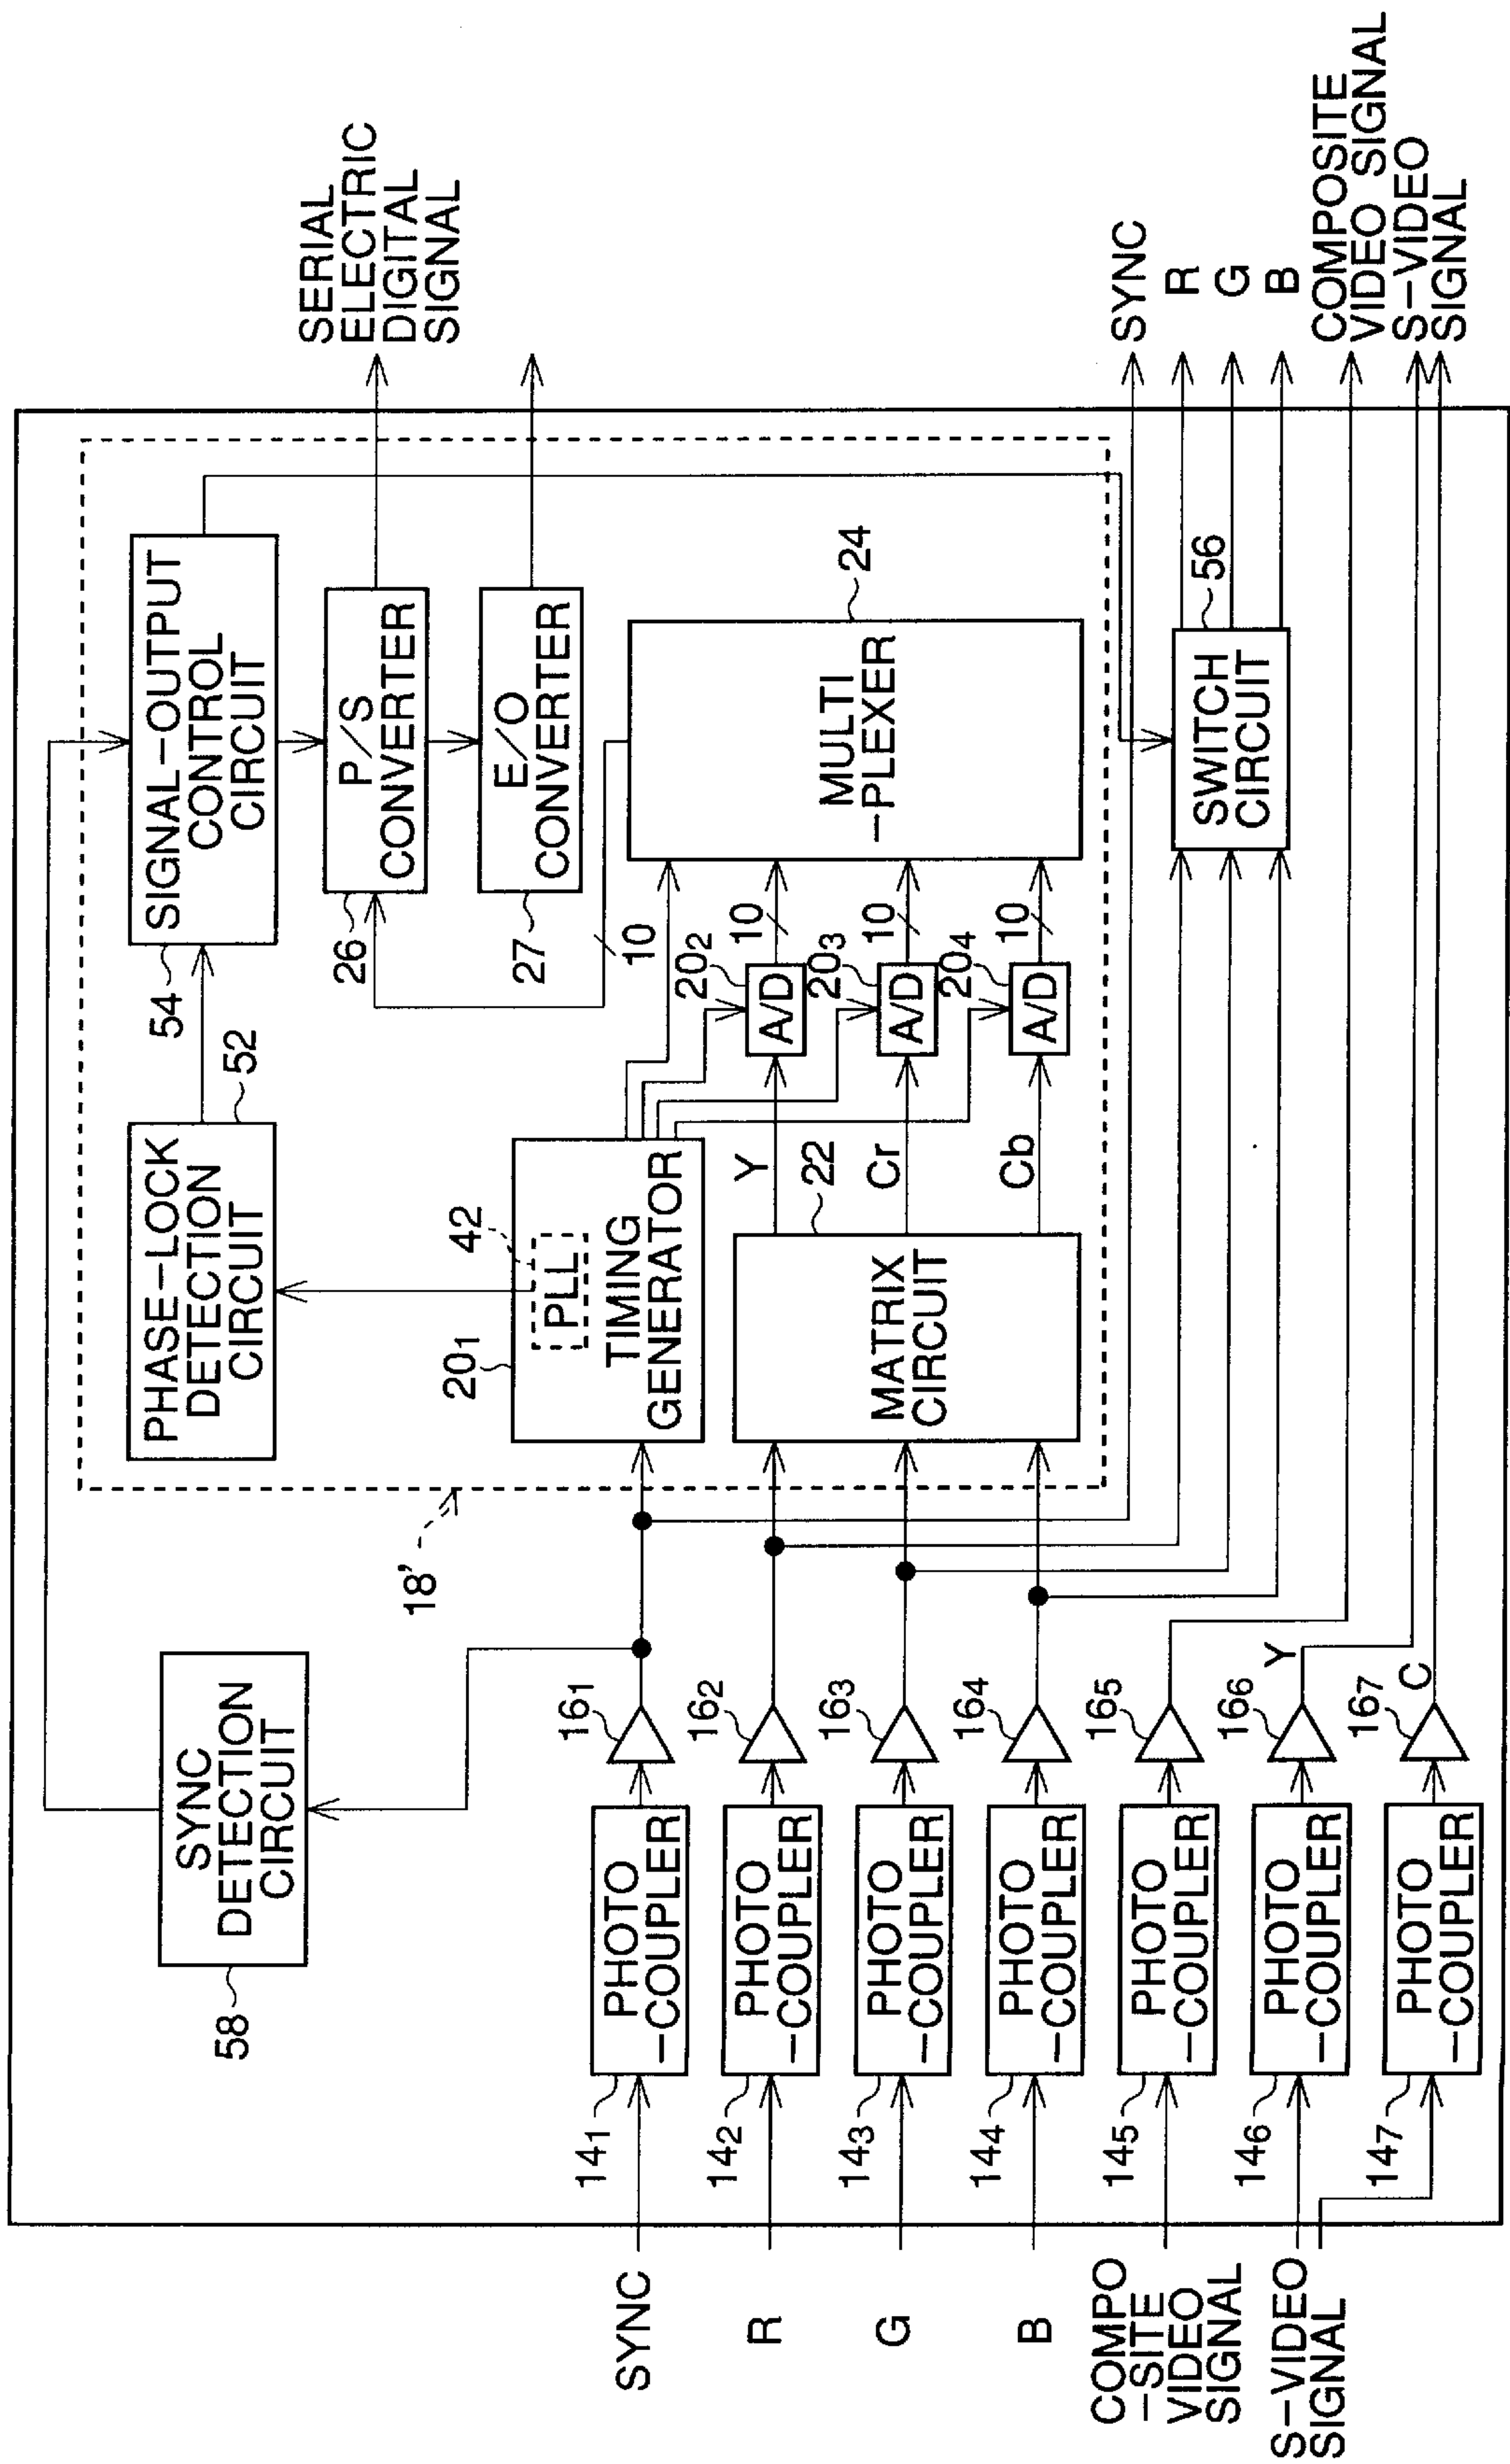 SYNC
DETECTION
CIRCUIT
58
PHASE-LOCK
DETECTION
CIRCUIT
52
SIGNAL-OUTPUT
CONTROL
CIRCUIT
54
P/S
CONVERTER
26
E/O
CONVERTER
27
SERIAL
ELECTRIC
DIGITAL
SIGNAL
18'
20₁
PLL
42
TIMING
GENERATOR
MATRIX
CIRCUIT
22
Y
Cr
Cb
20₂
A/D
10
20₃
A/D
10
20₄
A/D
10
10
MULTI
-PLEXER
24
SWITCH
CIRCUIT
56
SYNC
14₁
PHOTO
-COUPLER
16₁
R
14₂
PHOTO
-COUPLER
16₂
G
14₃
PHOTO
-COUPLER
16₃
B
14₄
PHOTO
-COUPLER
16₄
COMPO
-SITE
VIDEO
SIGNAL
14₅
PHOTO
-COUPLER
16₅
S-VIDEO
SIGNAL
14₆
PHOTO
-COUPLER
16₆
Y
14₇
PHOTO
-COUPLER
16₇
C
SYNC
R
G
B
COMPOSITE
VIDEO SIGNAL
S-VIDEO
SIGNAL